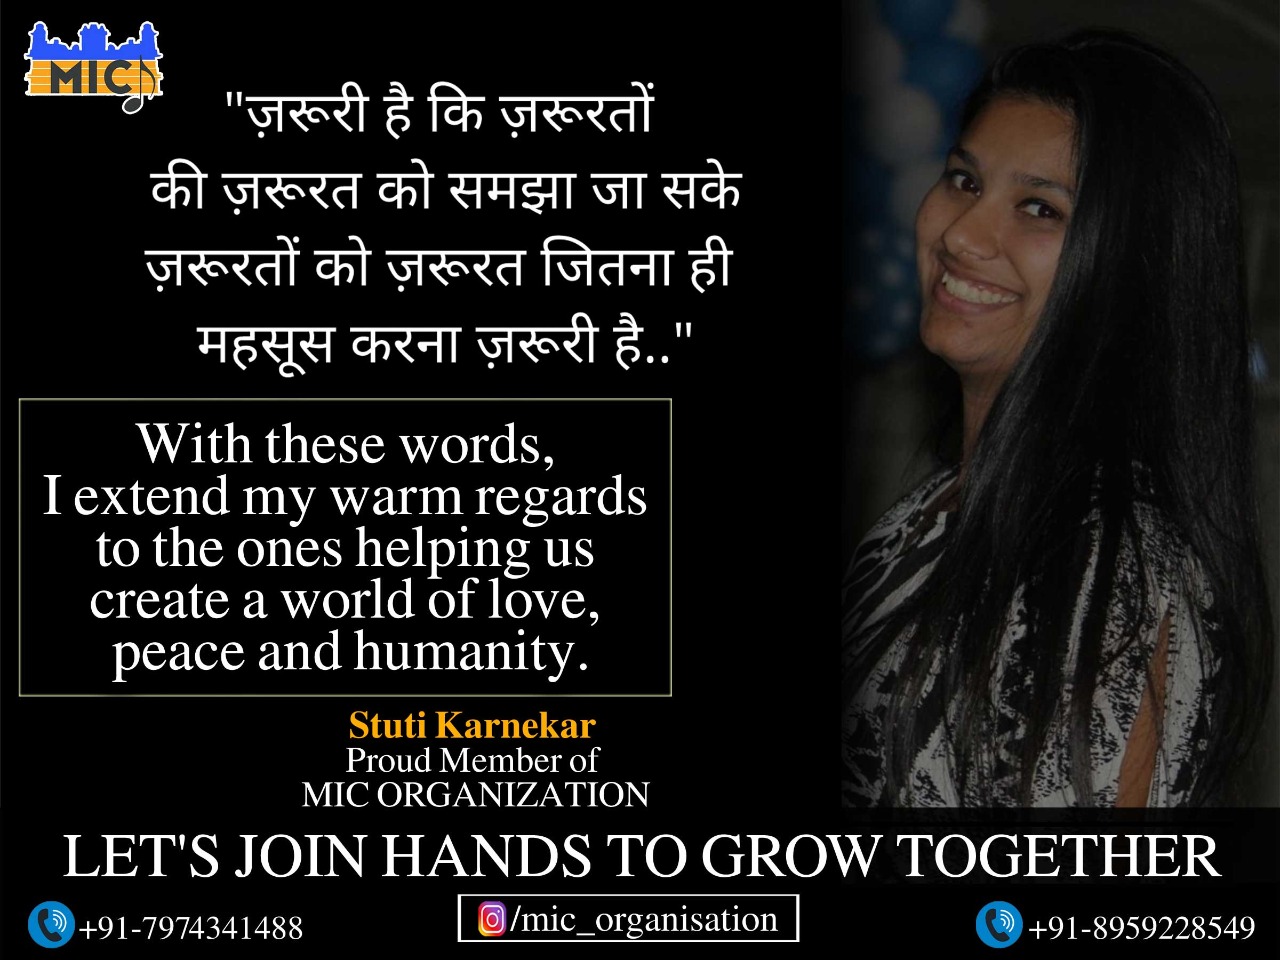 MIC
"ज़रूरी है कि ज़रूरतों
की ज़रूरत को समझा जा सके
ज़रूरतों को ज़रूरत जितना ही
महसूस करना ज़रूरी है.."
With these words,
I extend my warm regards
to the ones helping us
create a world of love,
peace and humanity.
Stuti Karnekar
Proud Member of
MIC ORGANIZATION
LET'S JOIN HANDS TO GROW TOGETHER
+91-7974341488
/mic_organisation
+91-8959228549